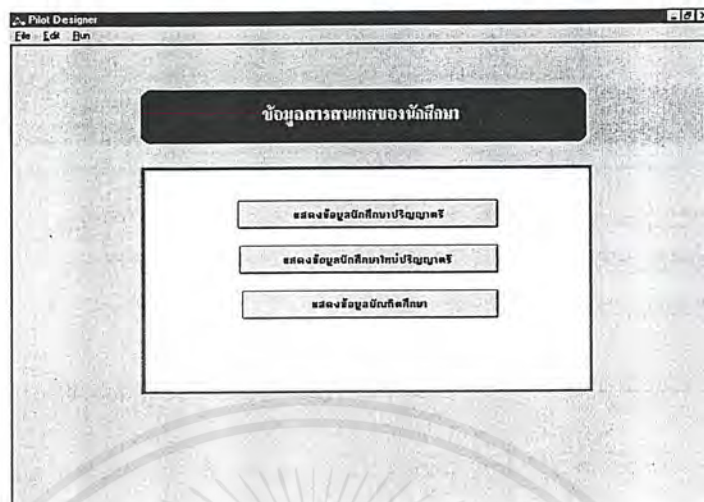 Pilot Designer
File Edit Run
ข้อมูลสารสนเทศของนักศึกษา
แสดงข้อมูลนักศึกษาปริญญาตรี
แสดงข้อมูลนักศึกษาใหม่ปริญญาตรี
แสดงข้อมูลบัณฑิตศึกษา